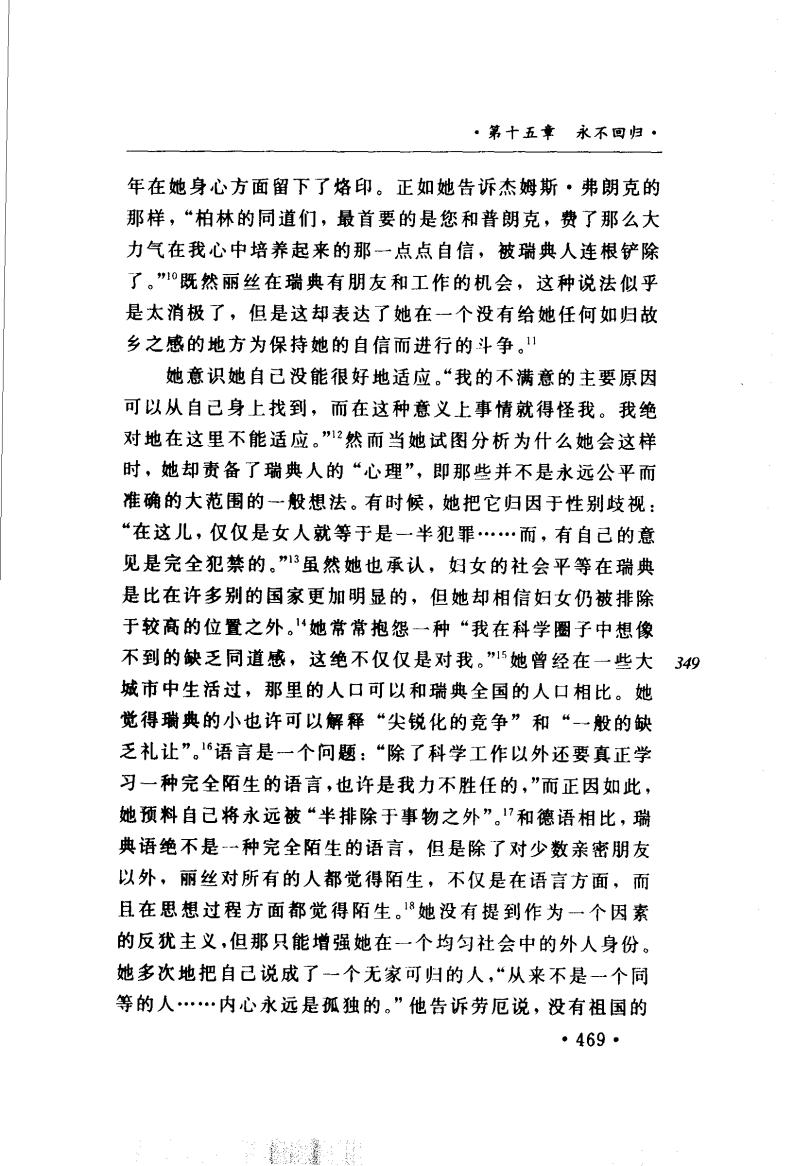 ·第十五章 永不回归·
年在她身心方面留下了烙印。正如她告诉杰姆斯·弗朗克的
那样，“柏林的同道们，最首要的是您和普朗克，费了那么大
力气在我心中培养起来的那一点点自信，被瑞典人连根铲除
了。”10既然丽丝在瑞典有朋友和工作的机会，这种说法似乎
是太消极了，但是这却表达了她在一个没有给她任何如归故
乡之感的地方为保持她的自信而进行的斗争。11
她意识她自己没能很好地适应。“我的不满意的主要原因
可以从自己身上找到，而在这种意义上事情就得怪我。我绝
对地在这里不能适应。”12然而当她试图分析为什么她会这样
时，她却责备了瑞典人的“心理”，即那些并不是永远公平而
准确的大范围的一般想法。有时候，她把它归因于性别歧视：
“在这儿，仅仅是女人就等于是一半犯罪……而，有自己的意
见是完全犯禁的。”13虽然她也承认，妇女的社会平等在瑞典
是比在许多别的国家更加明显的，但她却相信妇女仍被排除
于较高的位置之外。14她常常抱怨一种“我在科学圈子中想像
不到的缺乏同道感，这绝不仅仅是对我。”15她曾经在一些大 349
城市中生活过，那里的人口可以和瑞典全国的人口相比。她
觉得瑞典的小也许可以解释“尖锐化的竞争”和“一般的缺
乏礼让”。16语言是一个问题：“除了科学工作以外还要真正学
习一种完全陌生的语言，也许是我力不胜任的，”而正因如此，
她预料自己将永远被“半排除于事物之外”。17和德语相比，瑞
典语绝不是一种完全陌生的语言，但是除了对少数亲密朋友
以外，丽丝对所有的人都觉得陌生，不仅是在语言方面，而
且在思想过程方面都觉得陌生。18她没有提到作为一个因素
的反犹主义，但那只能增强她在一个均匀社会中的外人身份。
她多次地把自己说成了一个无家可归的人，“从来不是一个同
等的人……内心永远是孤独的。”他告诉劳厄说，没有祖国的
·469·